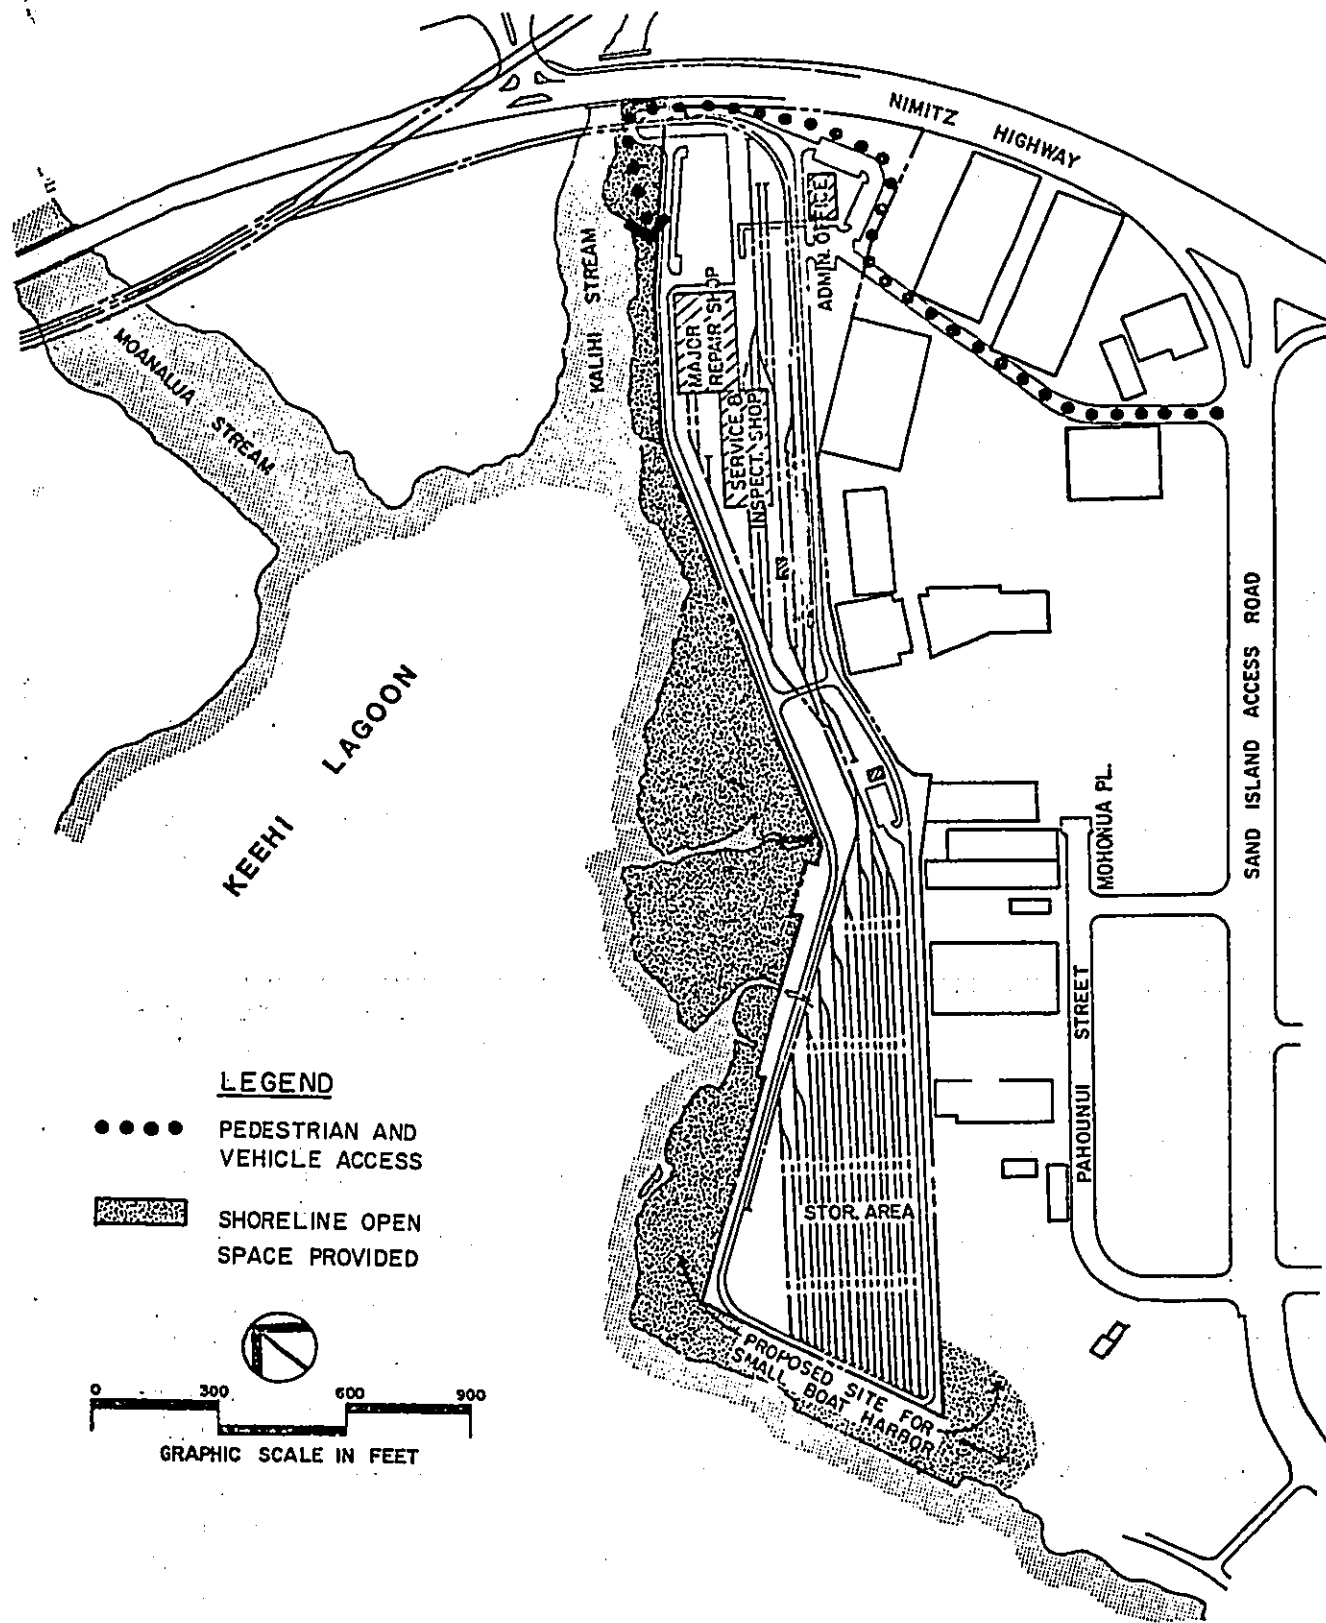 NIMITZ HIGHWAY
ADMIN. OFFICE
KALIHI STREAM
MOANALUA STREAM
MAJOR
REPAIR SHOP
SERVICE &
INSPECT. SHOP
KEEHI LAGOON
SAND ISLAND ACCESS ROAD
MOHONUA PL.
PAHOUNUI STREET
STOR. AREA
PROPOSED SITE FOR
SMALL BOAT HARBOR
LEGEND
PEDESTRIAN AND
VEHICLE ACCESS
SHORELINE OPEN
SPACE PROVIDED
0 300 600 900
GRAPHIC SCALE IN FEET